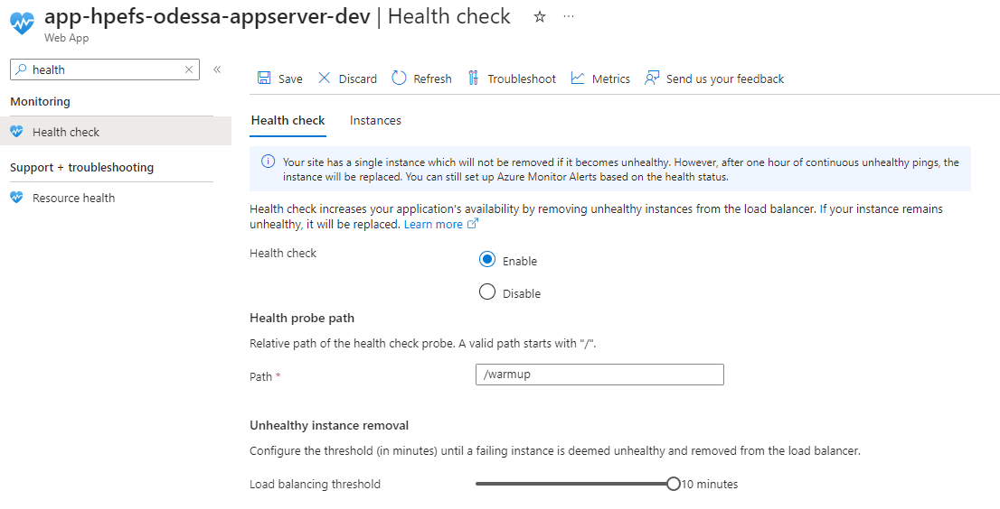 app-hpefs-odessa-appserver-dev | Health check
Web App
health
Monitoring
Health check
Support + troubleshooting
Resource health
Save Discard Refresh Troubleshoot Metrics Send us your feedback
Health check Instances
Your site has a single instance which will not be removed if it becomes unhealthy. However, after one hour of continuous unhealthy pings, the
instance will be replaced. You can still set up Azure Monitor Alerts based on the health status.
Health check increases your application's availability by removing unhealthy instances from the load balancer. If your instance remains
unhealthy, it will be replaced. Learn more
Health check
Enable
Disable
Health probe path
Relative path of the health check probe. A valid path starts with "/".
Path *
/warmup
Unhealthy instance removal
Configure the threshold (in minutes) until a failing instance is deemed unhealthy and removed from the load balancer.
Load balancing threshold
10 minutes